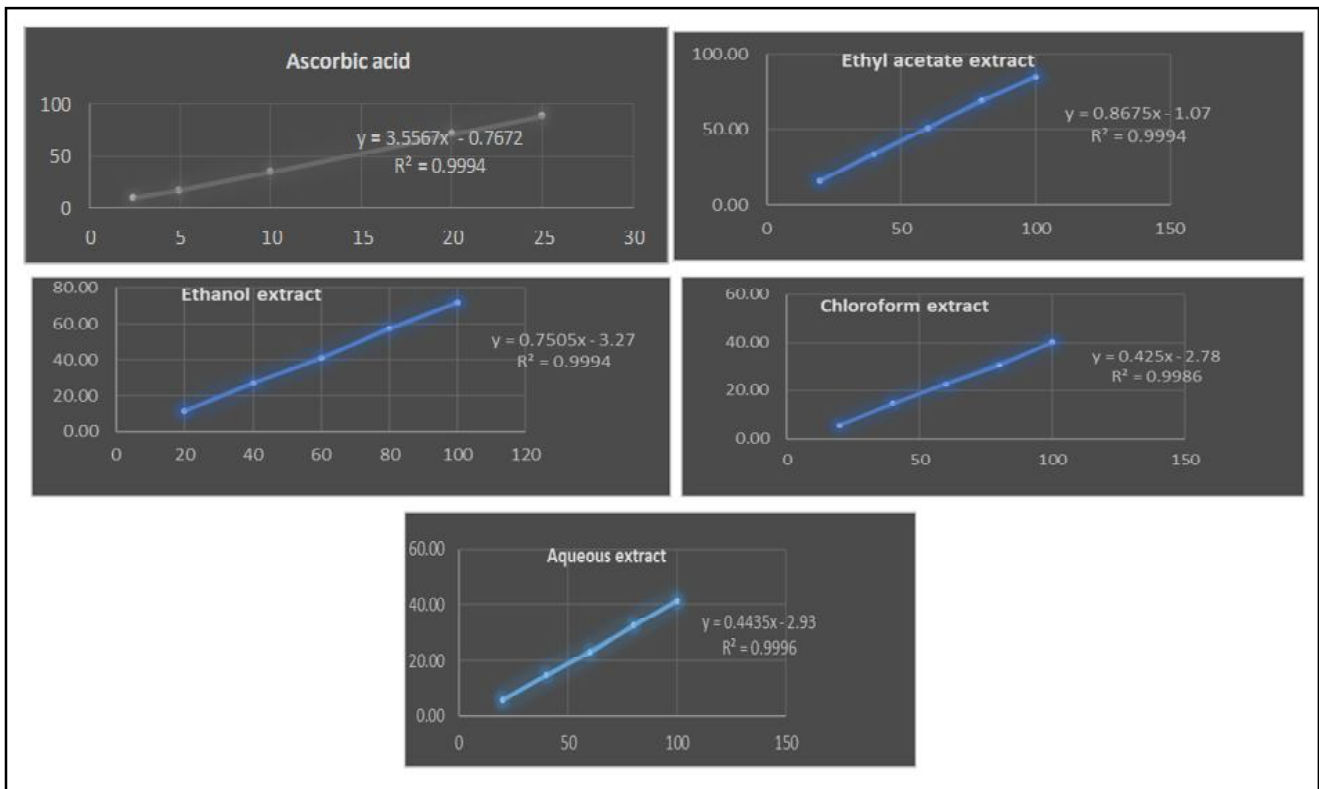 Ascorbic acid
100
50
0
y = 3.5567x - 0.7672
R² = 0.9994
0 5 10 15 20 25 30
Ethyl acetate extract
100.00
50.00
0.00
y = 0.8675x - 1.07
R² = 0.9994
0 50 100 150
Ethanol extract
80.00
60.00
40.00
20.00
0.00
y = 0.7505x - 3.27
R² = 0.9994
0 20 40 60 80 100 120
Chloroform extract
60.00
40.00
20.00
0.00
y = 0.425x - 2.78
R² = 0.9986
0 50 100 150
Aqueous extract
60.00
40.00
20.00
0.00
y = 0.4435x - 2.93
R² = 0.9996
0 50 100 150